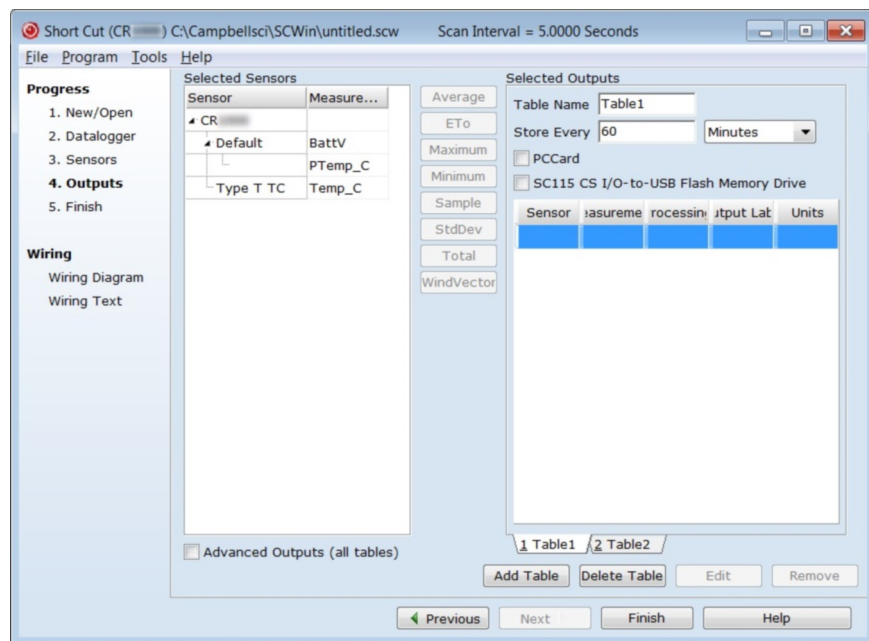 Short Cut (CR ) C:\Campbellsci\SCWin\untitled.scw Scan Interval = 5.0000 Seconds
File Program Tools Help
Progress
1. New/Open
2. Datalogger
3. Sensors
4. Outputs
5. Finish
Wiring
Wiring Diagram
Wiring Text
Selected Sensors
Sensor Measure...
CR
Default BattV
PTemp_C
Type T TC Temp_C
Advanced Outputs (all tables)
Average
ETo
Maximum
Minimum
Sample
StdDev
Total
WindVector
Selected Outputs
Table Name Table1
Store Every 60 Minutes
PCCard
SC115 CS I/O-to-USB Flash Memory Drive
Sensor easureme rocessin utput Lab Units
1 Table1 2 Table2
Add Table Delete Table Edit Remove
Previous Next Finish Help